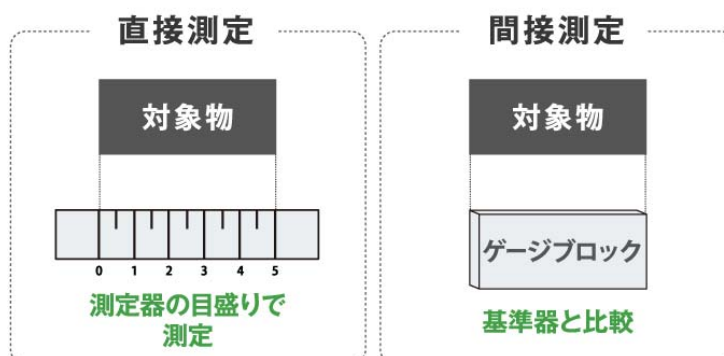 直接測定
対象物
0 1 2 3 4 5
測定器の目盛りで
測定
間接測定
対象物
ゲージブロック
基準器と比較